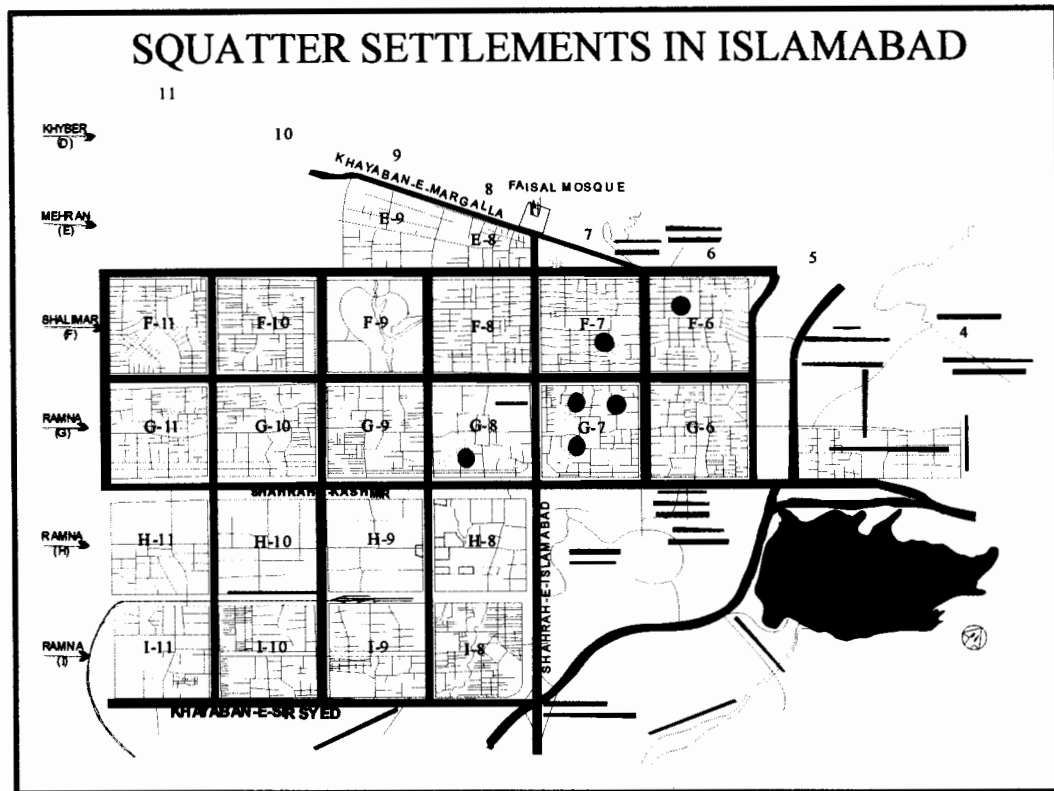 SQUATTER SETTLEMENTS IN ISLAMABAD
11
KHYBER
(D)
10
9
KHAYABAN-E-MARGALLA
8
FAISAL MOSQUE
MEHRAN
(E)
E-9
E-8
7
6
5
SHALIMAR
(F)
F-11
F-10
F-9
F-8
F-7
F-6
4
RAMNA
(G)
G-11
G-10
G-9
G-8
G-7
G-6
SHAHRAH-E-KASHMIR
SHAHRAH-E-ISLAMABAD
RAMNA
(H)
H-11
H-10
H-9
H-8
RAMNA
(I)
I-11
I-10
I-9
I-8
KHAYABAN-E-SIR SYED